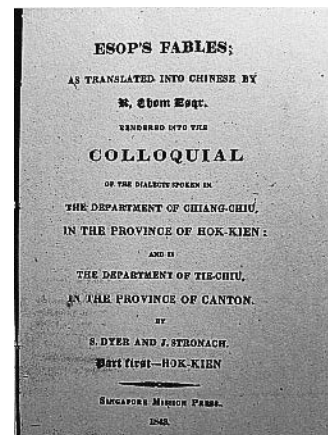 ESOP'S FABLES;
AS TRANSLATED INTO CHINESE BY
R. Thom Esqr.
RENDERED INTO THE
COLLOQUIAL
OF THE DIALECTS SPOKEN IN
THE DEPARTMENT OF CHIANG-CHIU,
IN THE PROVINCE OF HOK-KIEN:
AND IN
THE DEPARTMENT OF TIE-CHIU,
IN THE PROVINCE OF CANTON.
BY
S. DYER AND J. STRONACH.
Part first—HOK-KIEN
SINGAPORE MISSION PRESS.
1843.